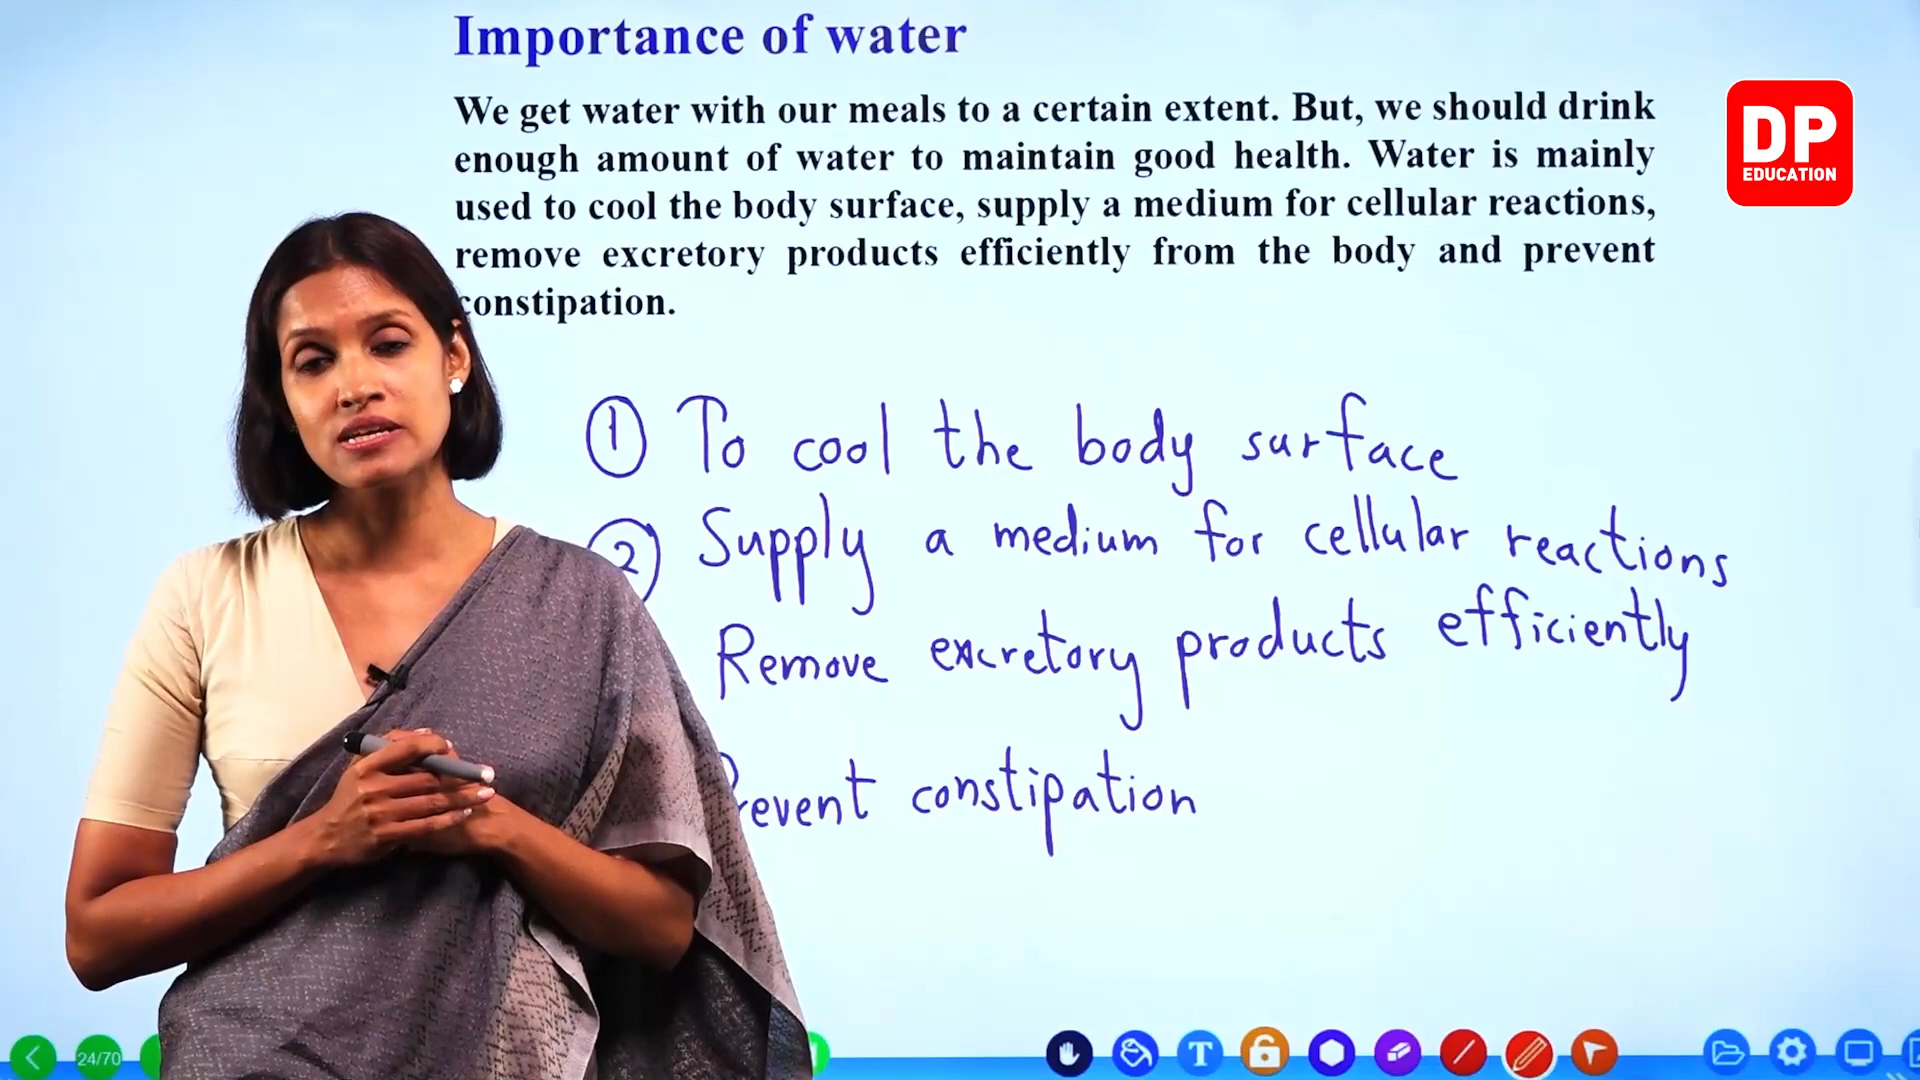 Importance of water
We get water with our meals to a certain extent. But, we should drink
enough amount of water to maintain good health. Water is mainly
used to cool the body surface, supply a medium for cellular reactions,
remove excretory products efficiently from the body and prevent
constipation.
DP
EDUCATION
1 To cool the body surface
2 Supply a medium for cellular reactions
Remove excretory products efficiently
constipation
24/70
T